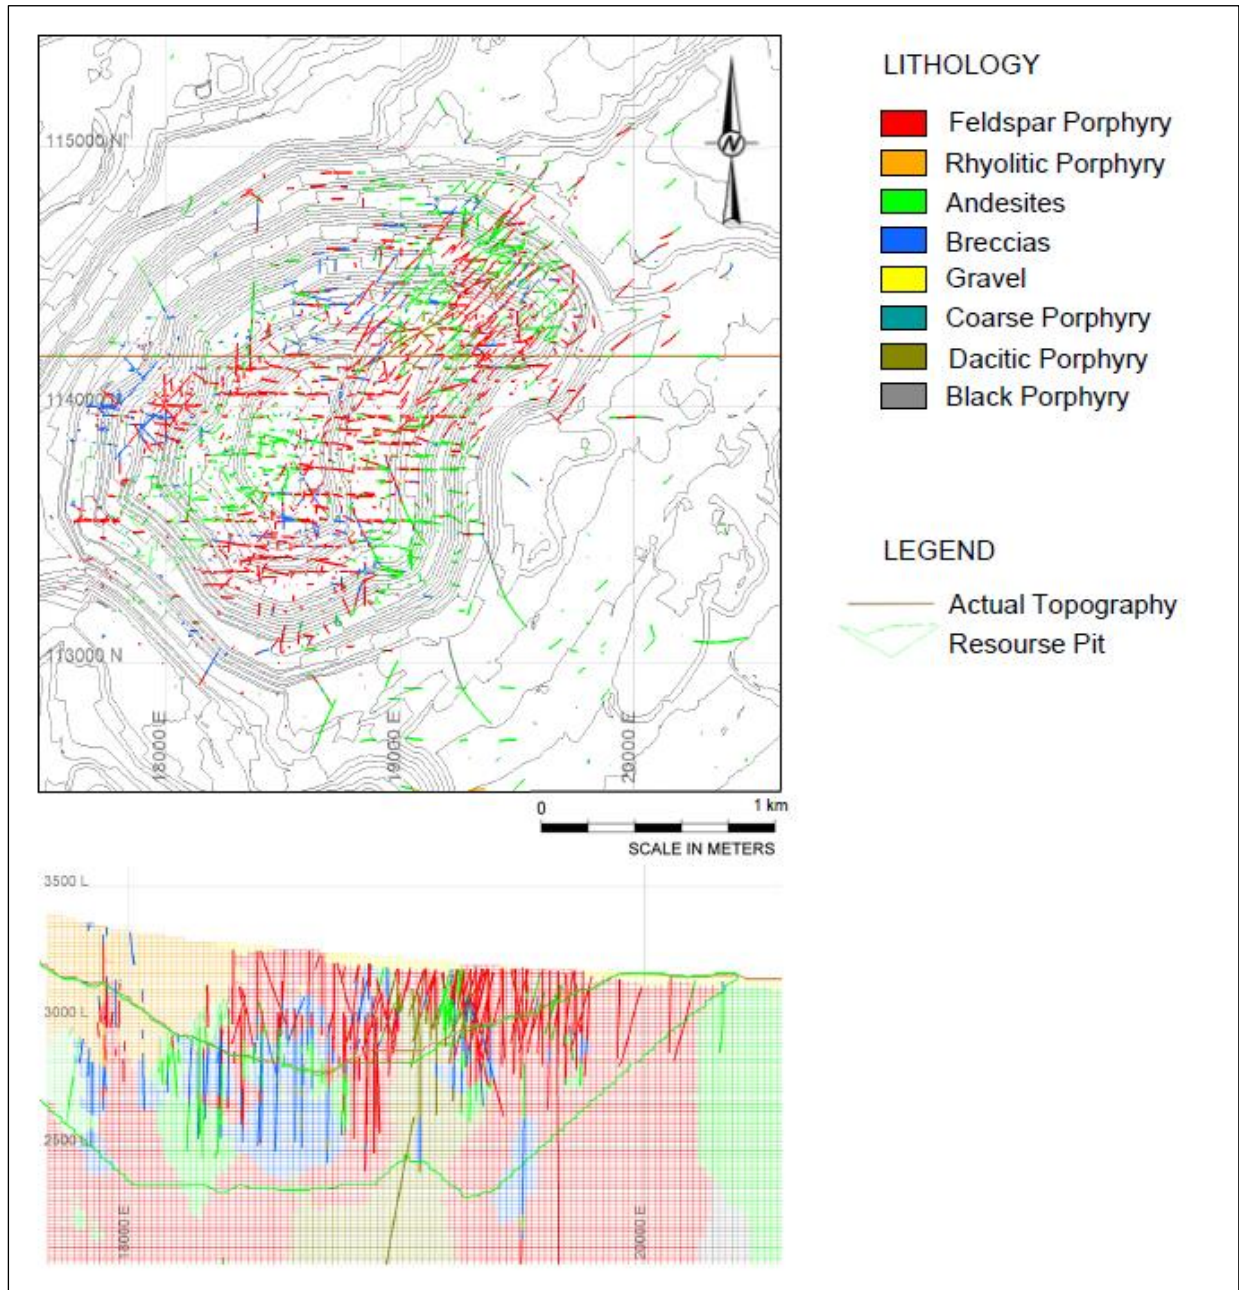 115000 N
N
114000 N
113000 N
18000 E
19000 E
20000 E
0
1 km
SCALE IN METERS
LITHOLOGY
Feldspar Porphyry
Rhyolitic Porphyry
Andesites
Breccias
Gravel
Coarse Porphyry
Dacitic Porphyry
Black Porphyry
LEGEND
Actual Topography
Resourse Pit
3500 L
3000 L
2500 L
18000 E
20000 E